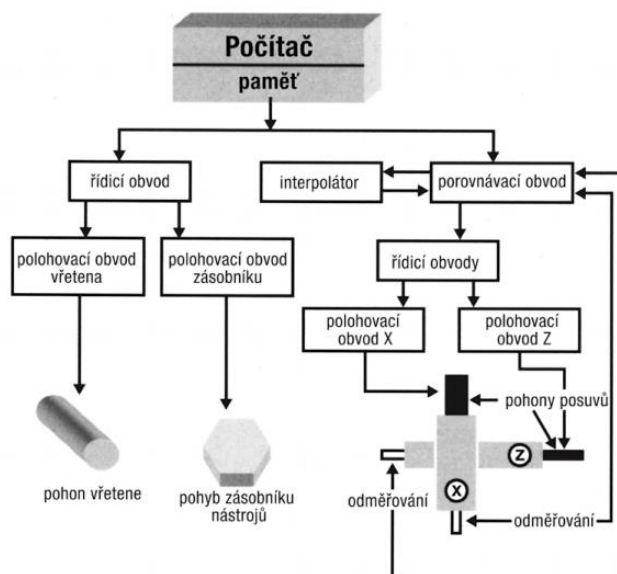 Počítač
paměť
řídicí obvod
interpolátor
porovnávací obvod
polohovací obvod
vřetena
polohovací obvod
zásobníku
řídicí obvody
polohovací
obvod X
polohovací
obvod Z
pohony posuvů
Z
X
odměřování
odměřování
pohon vřetene
pohyb zásobníku
nástrojů